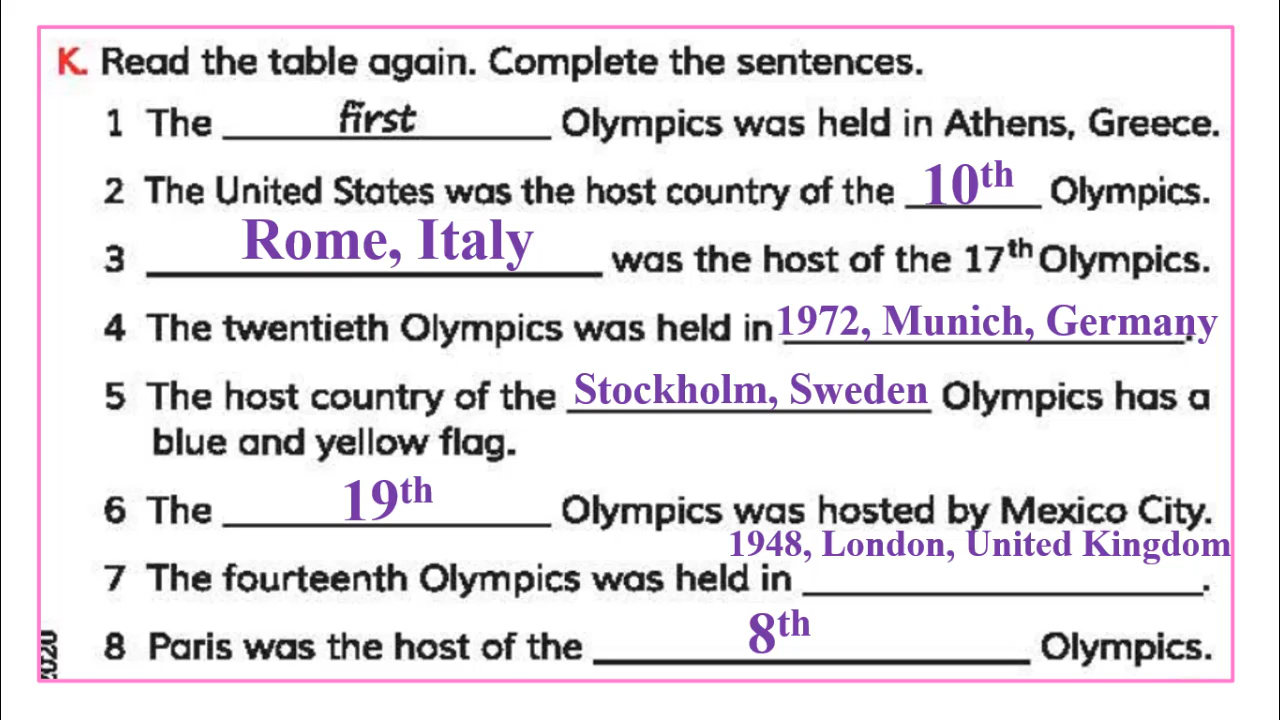 K. Read the table again. Complete the sentences.
1 The first Olympics was held in Athens, Greece.
2 The United States was the host country of the 10th Olympics.
3 Rome, Italy was the host of the 17th Olympics.
4 The twentieth Olympics was held in 1972, Munich, Germany.
5 The host country of the Stockholm, Sweden Olympics has a
blue and yellow flag.
6 The 19th Olympics was hosted by Mexico City.
7 The fourteenth Olympics was held in 1948, London, United Kingdom.
8 Paris was the host of the 8th Olympics.
2020